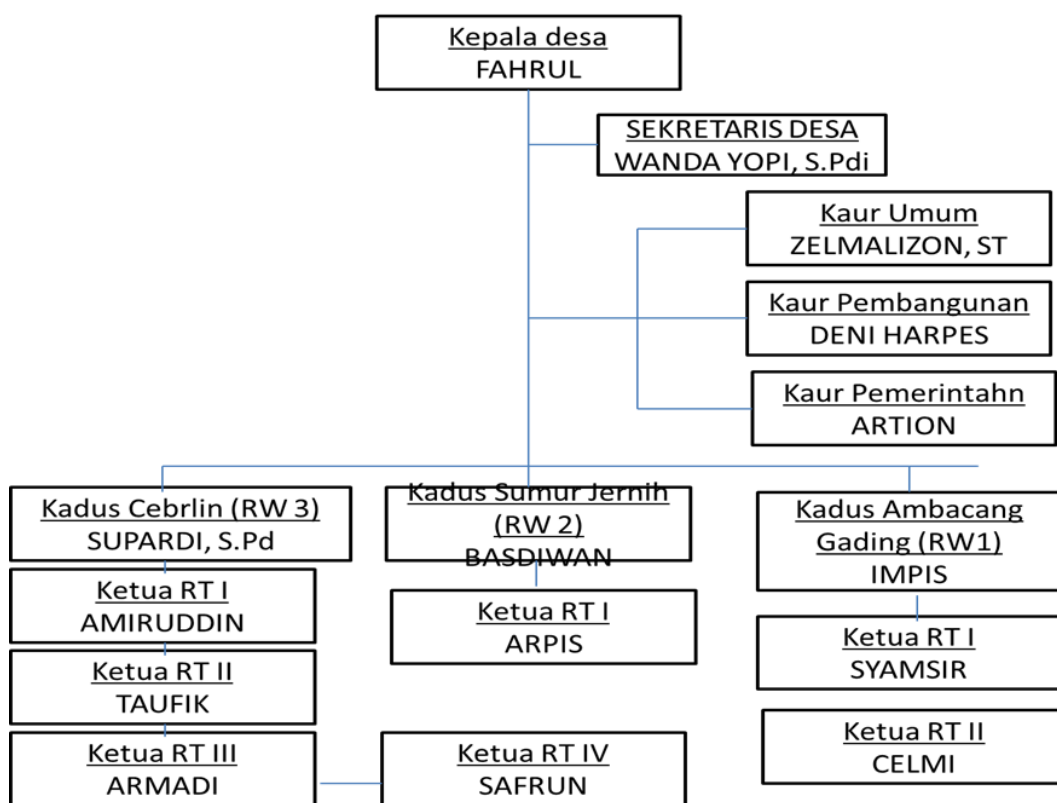 Kepala desa
FAHRUL
SEKRETARIS DESA
WANDA YOPI, S.Pdi
Kaur Umum
ZELMALIZON, ST
Kaur Pembangunan
DENI HARPES
Kaur Pemerintahn
ARTION
Kadus Cebrlin (RW 3)
SUPARDI, S.Pd
Ketua RT I
AMIRUDDIN
Ketua RT II
TAUFIK
Ketua RT III
ARMADI
Ketua RT IV
SAFRUN
Kadus Sumur Jernih
(RW 2)
BASDIWAN
Ketua RT I
ARPIS
Kadus Ambacang
Gading (RW1)
IMPIS
Ketua RT I
SYAMSIR
Ketua RT II
CELMI